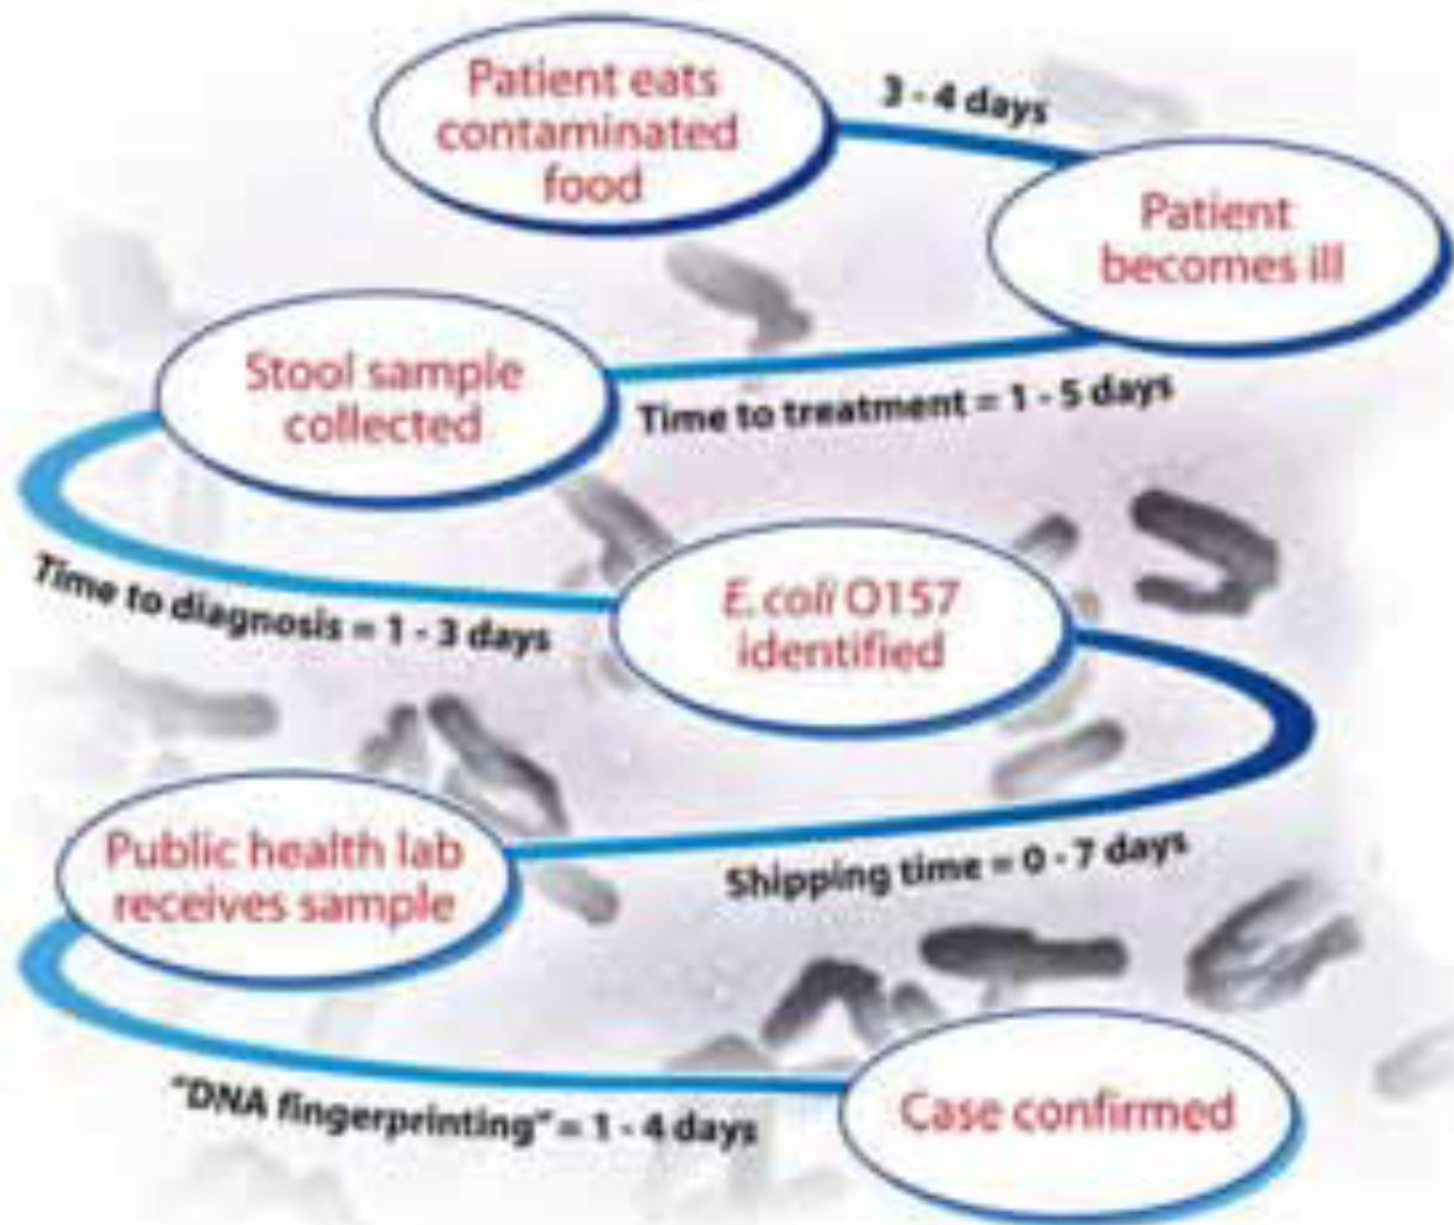 Patient eats
contaminated
food
3 - 4 days
Patient
becomes ill
Stool sample
collected
Time to treatment = 1 - 5 days
Time to diagnosis = 1 - 3 days
E. coli O157
identified
Public health lab
receives sample
Shipping time = 0 - 7 days
"DNA fingerprinting" = 1 - 4 days
Case confirmed